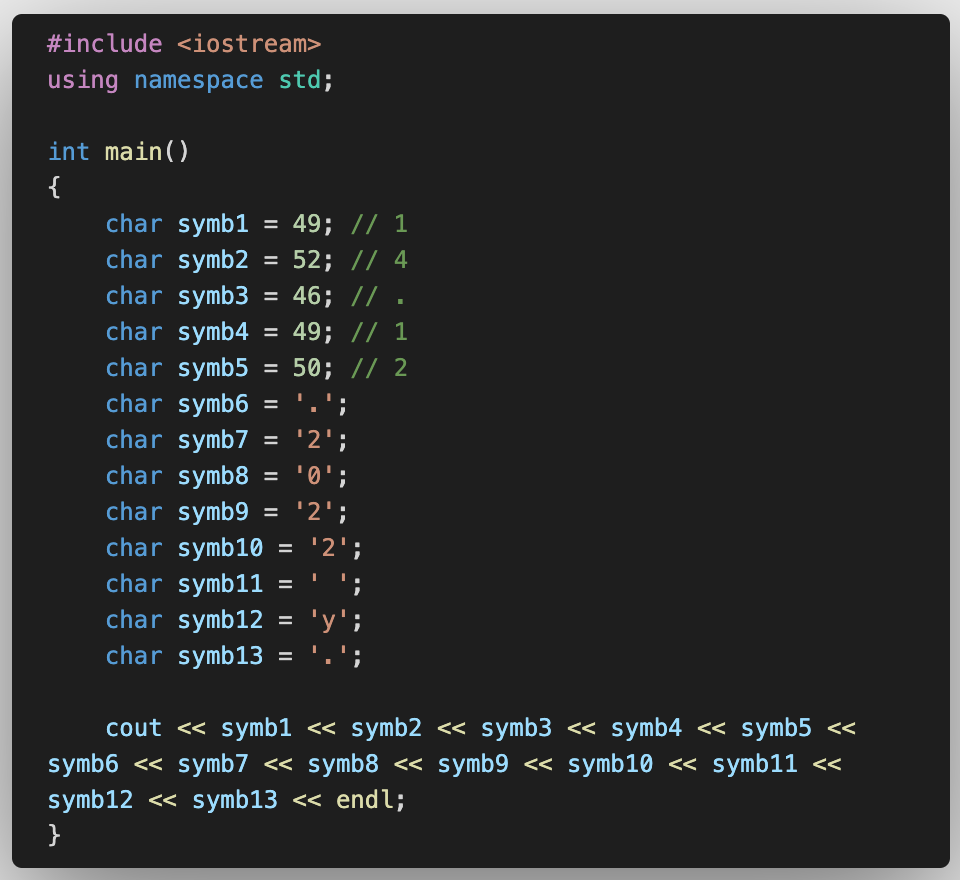 #include <iostream>
using namespace std;

int main()
{
    char symb1 = 49; // 1
    char symb2 = 52; // 4
    char symb3 = 46; // .
    char symb4 = 49; // 1
    char symb5 = 50; // 2
    char symb6 = '.';
    char symb7 = '2';
    char symb8 = '0';
    char symb9 = '2';
    char symb10 = '2';
    char symb11 = ' ';
    char symb12 = 'y';
    char symb13 = '.';

    cout << symb1 << symb2 << symb3 << symb4 << symb5 <<
symb6 << symb7 << symb8 << symb9 << symb10 << symb11 <<
symb12 << symb13 << endl;
}